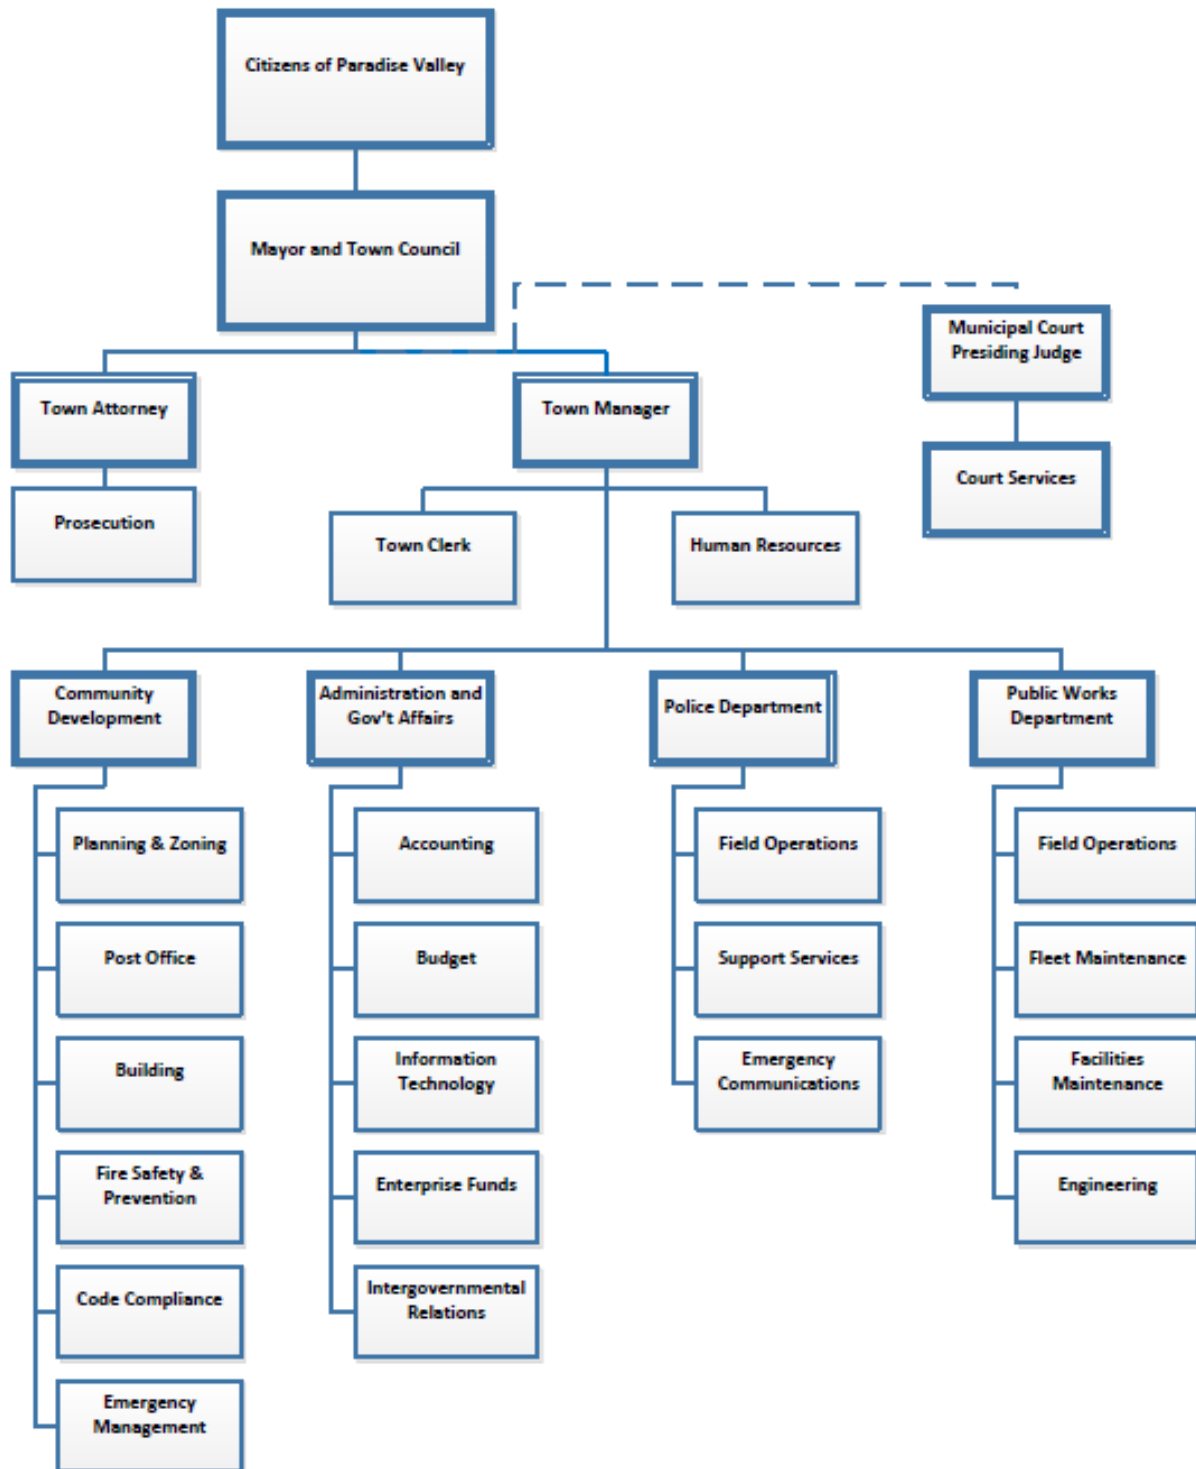 Citizens of Paradise Valley
Mayor and Town Council
Municipal Court
Presiding Judge
Town Attorney
Town Manager
Court Services
Prosecution
Town Clerk
Human Resources
Community
Development
Administration and
Gov't Affairs
Police Department
Public Works
Department
Planning & Zoning
Post Office
Building
Fire Safety &
Prevention
Code Compliance
Emergency
Management
Accounting
Budget
Information
Technology
Enterprise Funds
Intergovernmental
Relations
Field Operations
Support Services
Emergency
Communications
Field Operations
Fleet Maintenance
Facilities
Maintenance
Engineering